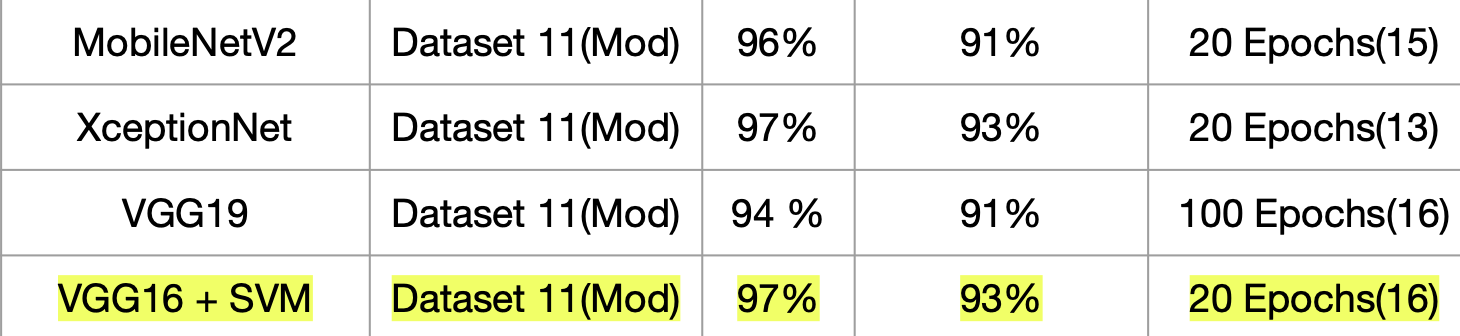 MobileNetV2 Dataset 11(Mod) 96% 91% 20 Epochs(15)
XceptionNet Dataset 11(Mod) 97% 93% 20 Epochs(13)
VGG19 Dataset 11(Mod) 94 % 91% 100 Epochs(16)
VGG16 + SVM Dataset 11(Mod) 97% 93% 20 Epochs(16)